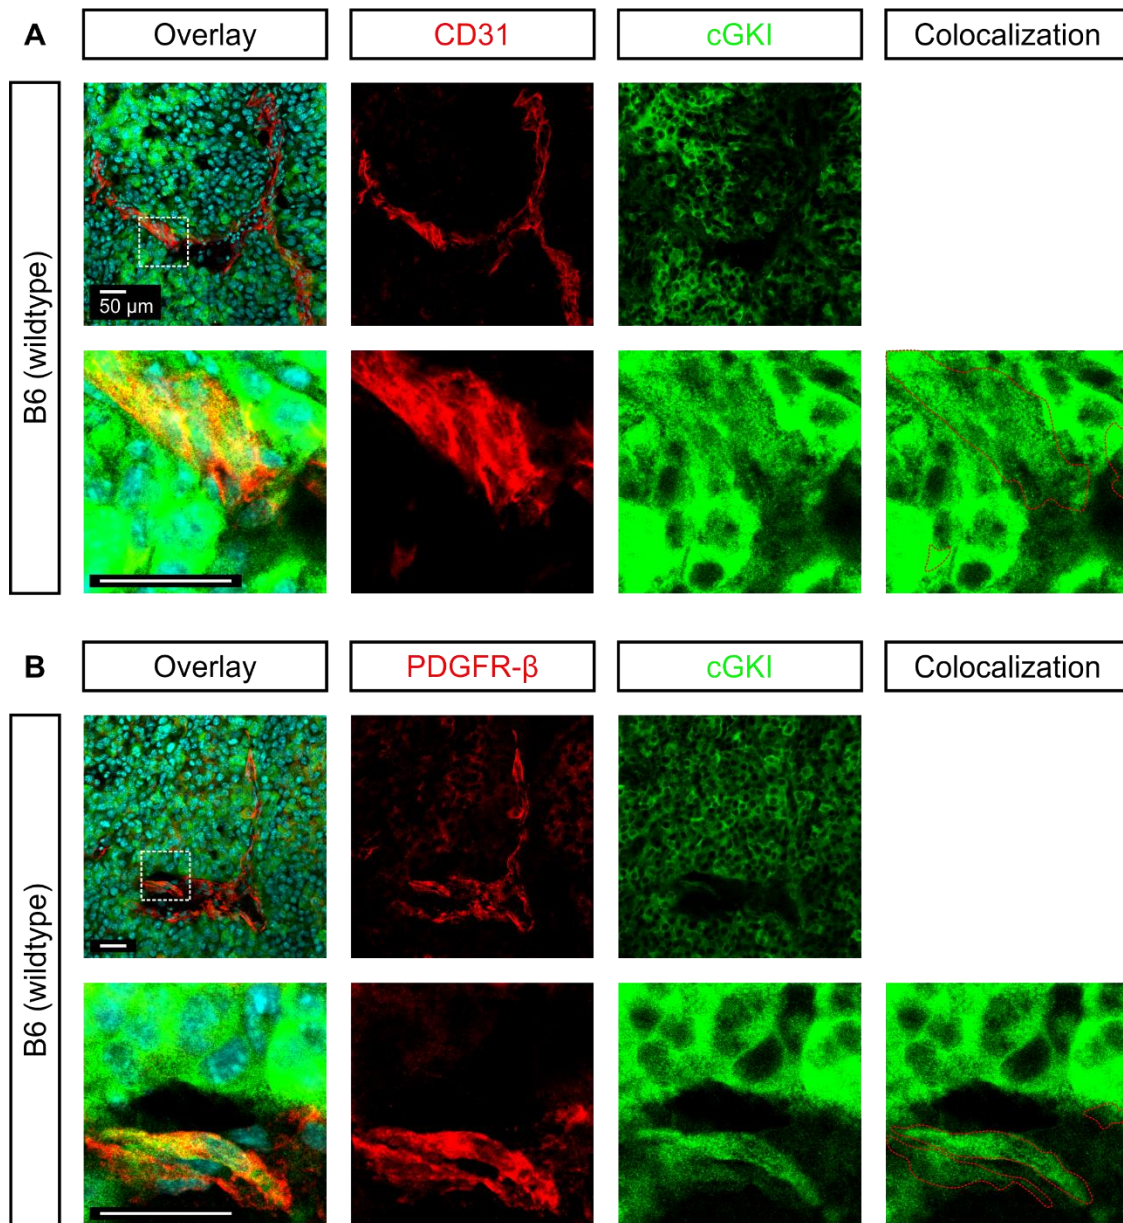 A
Overlay
CD31
cGKI
Colocalization
B6 (wildtype)
50 µm
B
Overlay
PDGFR-β
cGKI
Colocalization
B6 (wildtype)